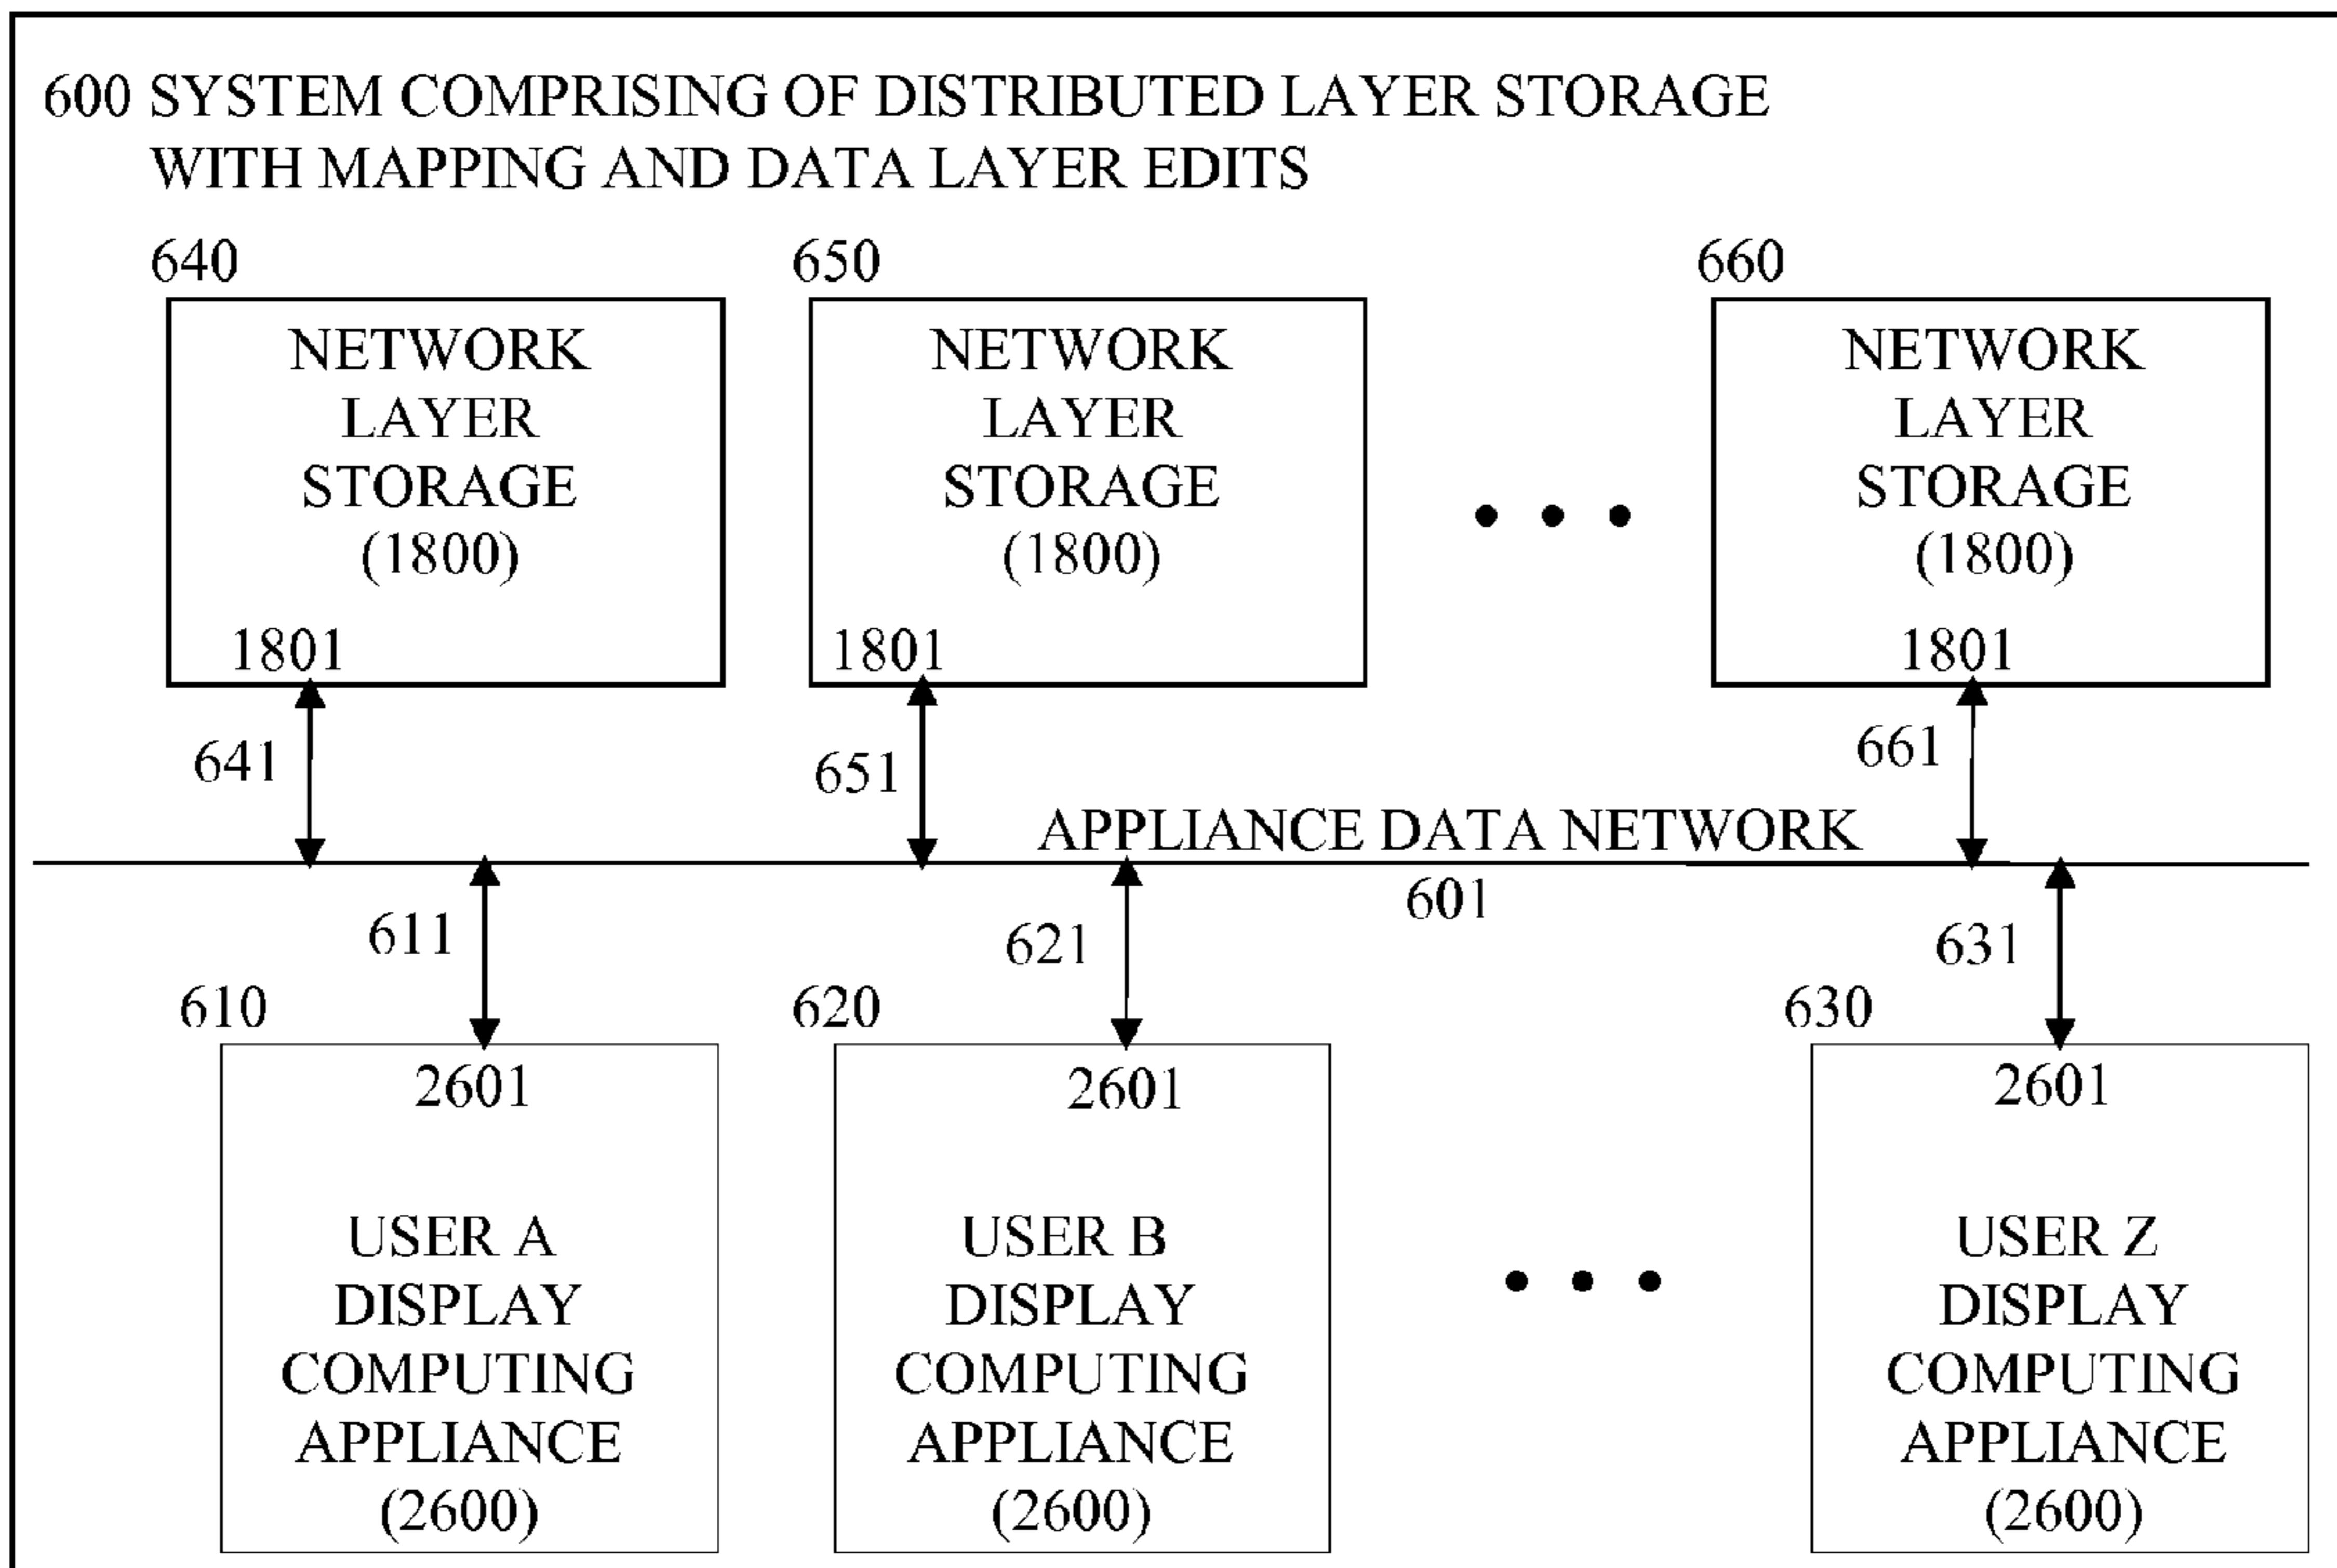 600 SYSTEM COMPRISING OF DISTRIBUTED LAYER STORAGE
WITH MAPPING AND DATA LAYER EDITS
640
NETWORK
LAYER
STORAGE
(1800)
1801
650
NETWORK
LAYER
STORAGE
(1800)
1801
660
NETWORK
LAYER
STORAGE
(1800)
1801
641
651
661
APPLIANCE DATA NETWORK
601
611
621
631
610
2601
USER A
DISPLAY
COMPUTING
APPLIANCE
(2600)
620
2601
USER B
DISPLAY
COMPUTING
APPLIANCE
(2600)
630
2601
USER Z
DISPLAY
COMPUTING
APPLIANCE
(2600)